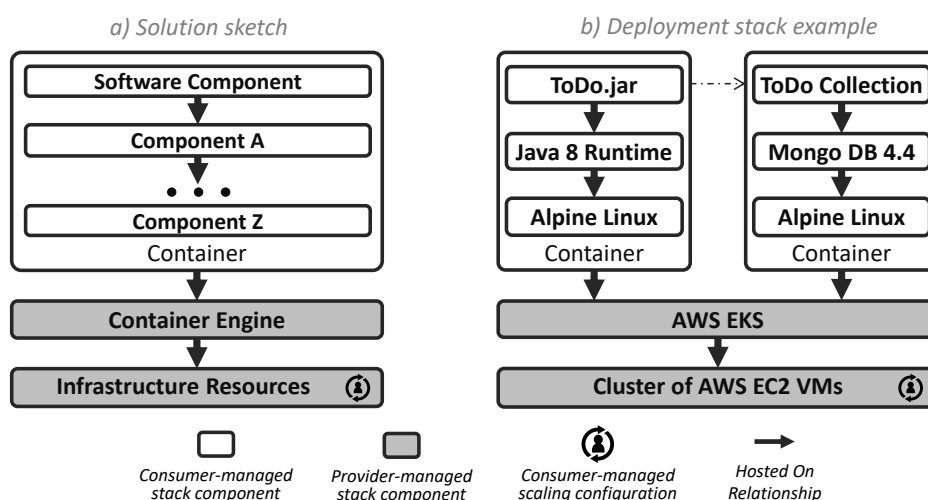 a) Solution sketch
Software Component
Component A
• • •
Component Z
Container
Container Engine
Infrastructure Resources
b) Deployment stack example
ToDo.jar
Java 8 Runtime
Alpine Linux
Container
ToDo Collection
Mongo DB 4.4
Alpine Linux
Container
AWS EKS
Cluster of AWS EC2 VMs
Consumer-managed
stack component
Provider-managed
stack component
Consumer-managed
scaling configuration
Hosted On
Relationship